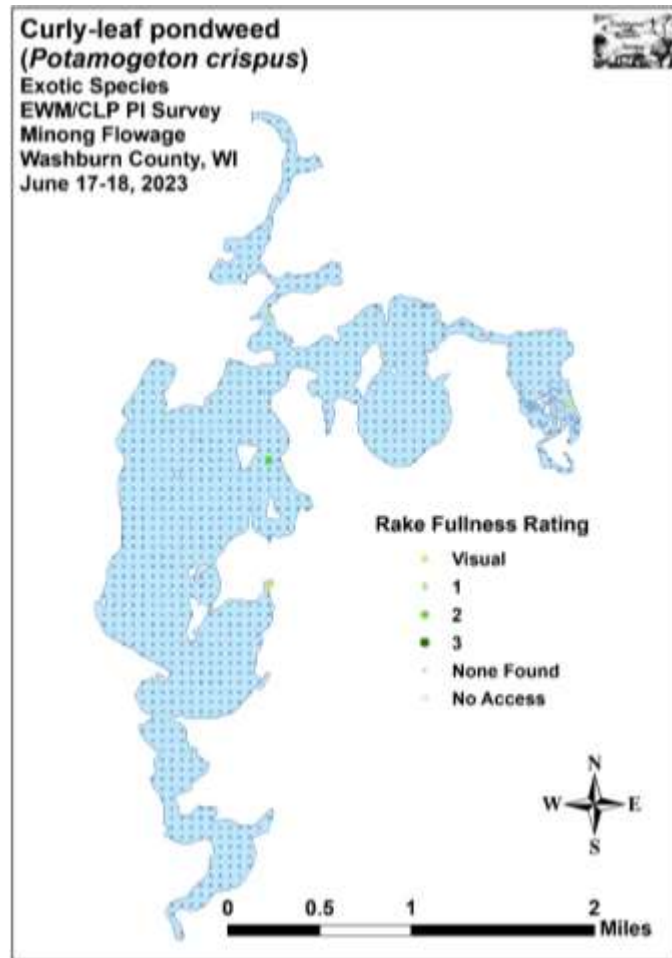 Curly-leaf pondweed
(Potamogeton crispus)
Exotic Species
EWM/CLP PI Survey
Minong Flowage
Washburn County, WI
June 17-18, 2023
Rake Fullness Rating
Visual
1
2
3
None Found
No Access
N
W E
S
0 0.5 1 2
Miles